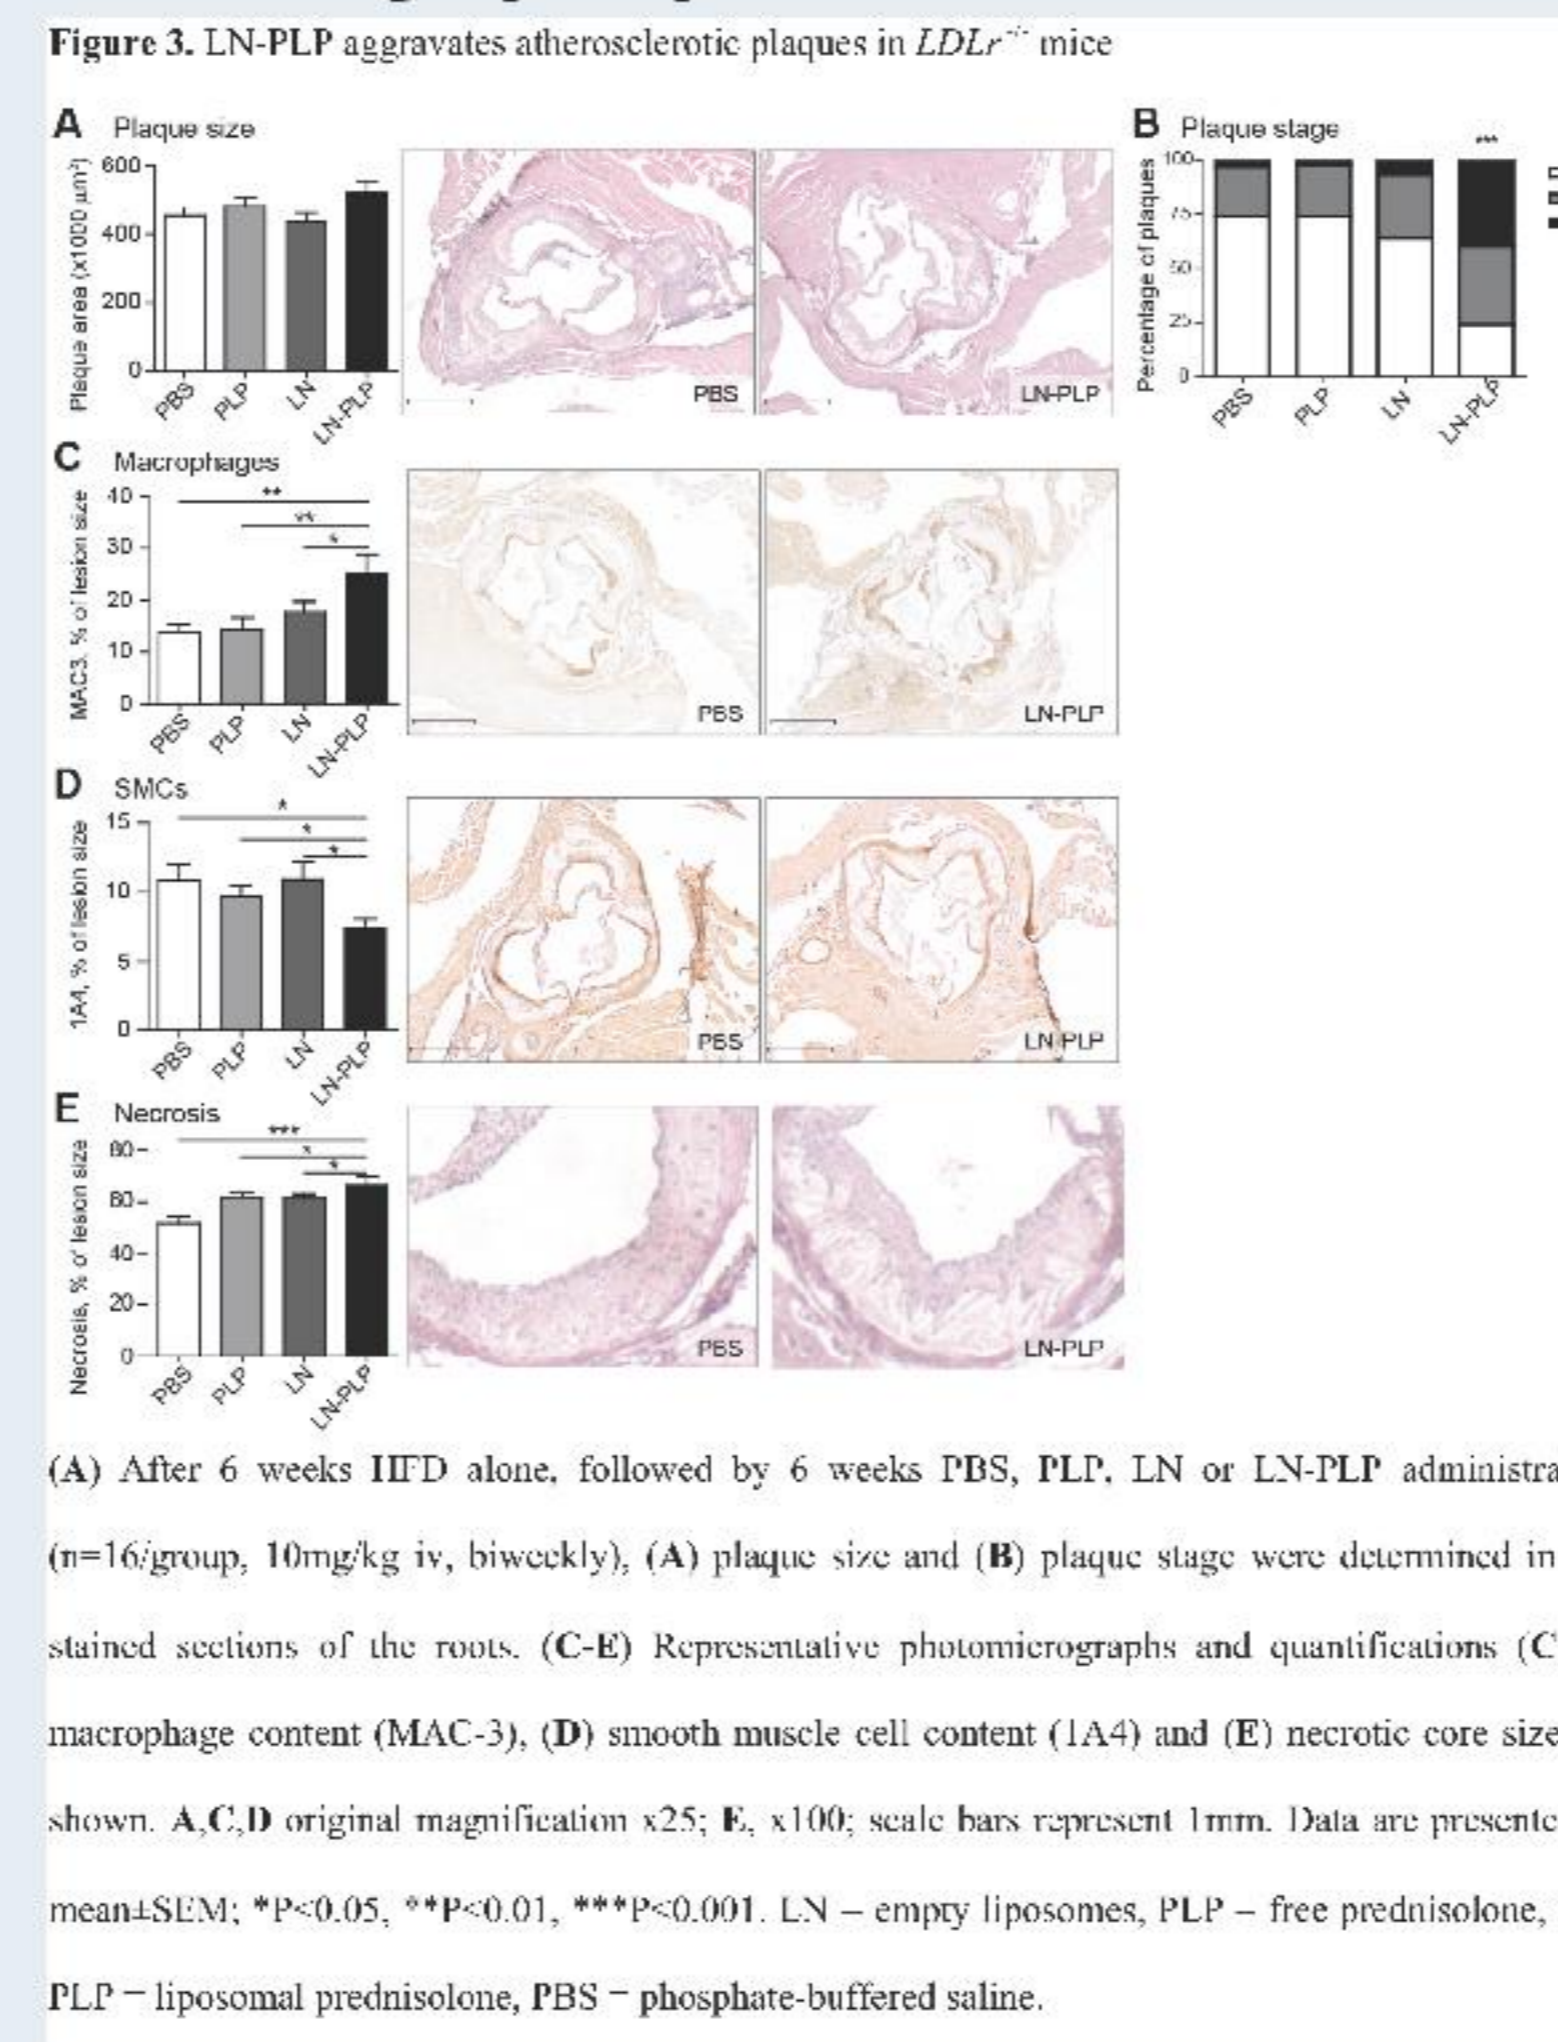 Figure 3. LN-PLP aggravates atherosclerotic plaques in LDLr-/- mice
A Plaque size
Plaque area (x1000 µm²)
600
400
200
0
PBS
PLP
LN
LN-PLP
PBS
LN-PLP
B Plaque stage
***
Percentage of plaques
100
75
50
25
0
PBS
PLP
LN
LN-PLP
C Macrophages
MAC3, % of lesion size
40
30
20
10
0
**
**
*
PBS
PLP
LN
LN-PLP
PBS
LN-PLP
D SMCs
1A4, % of lesion size
15
10
5
0
*
*
*
PBS
PLP
LN
LN-PLP
PBS
LN-PLP
E Necrosis
Necrosis, % of lesion size
80
60
40
20
0
***
*
*
PBS
PLP
LN
LN-PLP
PBS
LN-PLP
(A) After 6 weeks HFD alone, followed by 6 weeks PBS, PLP, LN or LN-PLP administra
(n=16/group, 10mg/kg iv, biweekly), (A) plaque size and (B) plaque stage were determined in
stained sections of the roots. (C-E) Representative photomicrographs and quantifications (C
macrophage content (MAC-3), (D) smooth muscle cell content (1A4) and (E) necrotic core size
shown. A,C,D original magnification x25; E, x100; scale bars represent 1mm. Data are presente
mean±SEM; *P<0.05, **P<0.01, ***P<0.001. LN – empty liposomes, PLP – free prednisolone,
PLP – liposomal prednisolone, PBS – phosphate-buffered saline.